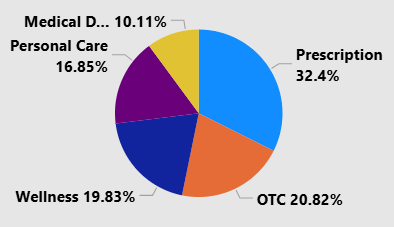 Medical D... 10.11%
Personal Care
16.85%
Prescription
32.4%
Wellness 19.83%
OTC 20.82%